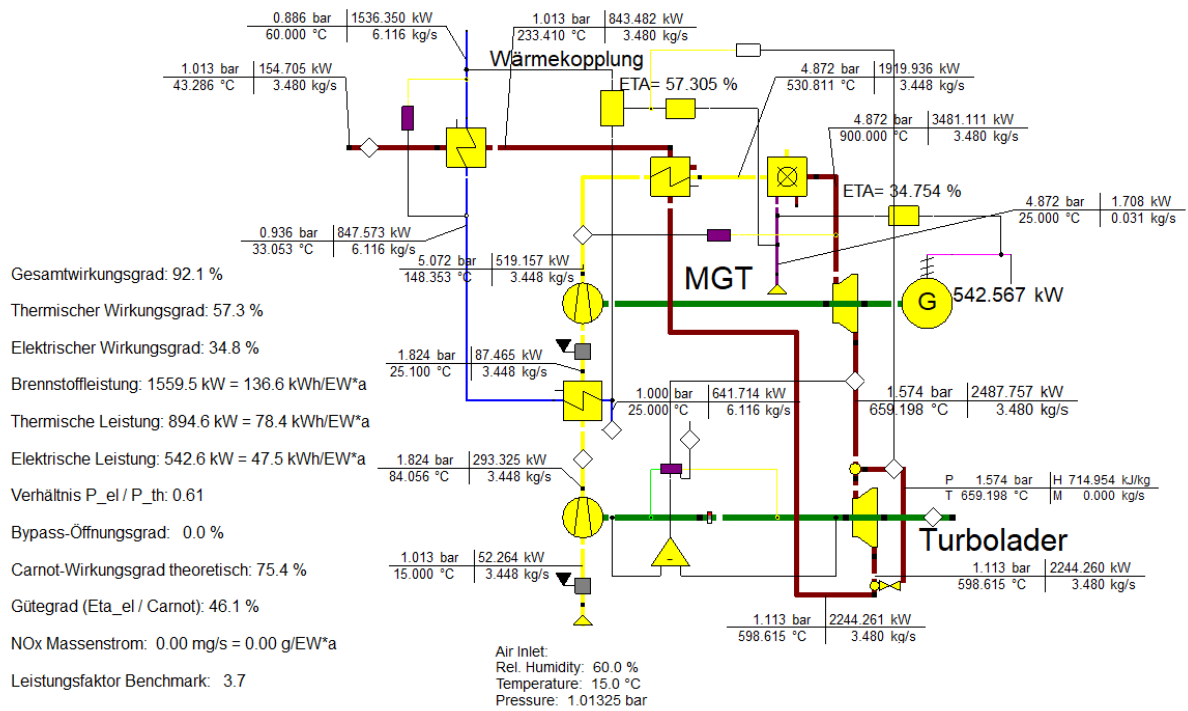 0.886 bar 1536.350 kW
60.000 °C 6.116 kg/s
1.013 bar 843.482 kW
233.410 °C 3.480 kg/s
Wärmekopplung
1.013 bar 154.705 kW
43.286 °C 3.480 kg/s
ETA= 57.305 %
4.872 bar 1919.936 kW
530.811 °C 3.448 kg/s
4.872 bar 3481.111 kW
900.000 °C 3.480 kg/s
ETA= 34.754 %
4.872 bar 1.708 kW
25.000 °C 0.031 kg/s
0.936 bar 847.573 kW
33.053 °C 6.116 kg/s
5.072 bar 519.157 kW
148.353 °C 3.448 kg/s
MGT
G
542.567 kW
Gesamtwirkungsgrad: 92.1 %
Thermischer Wirkungsgrad: 57.3 %
Elektrischer Wirkungsgrad: 34.8 %
Brennstoffleistung: 1559.5 kW = 136.6 kWh/EW*a
Thermische Leistung: 894.6 kW = 78.4 kWh/EW*a
Elektrische Leistung: 542.6 kW = 47.5 kWh/EW*a
Verhältnis P_el / P_th: 0.61
Bypass-Öffnungsgrad: 0.0 %
Carnot-Wirkungsgrad theoretisch: 75.4 %
Gütegrad (Eta_el / Carnot): 46.1 %
NOx Massenstrom: 0.00 mg/s = 0.00 g/EW*a
Leistungsfaktor Benchmark: 3.7
1.824 bar 87.465 kW
25.100 °C 3.448 kg/s
1.000 bar 641.714 kW
25.000 °C 6.116 kg/s
1.574 bar 2487.757 kW
659.198 °C 3.480 kg/s
1.824 bar 293.325 kW
84.056 °C 3.448 kg/s
P 1.574 bar H 714.954 kJ/kg
T 659.198 °C M 0.000 kg/s
Turbolader
1.013 bar 52.264 kW
15.000 °C 3.448 kg/s
1.113 bar 2244.260 kW
598.615 °C 3.480 kg/s
1.113 bar 2244.261 kW
598.615 °C 3.480 kg/s
Air Inlet:
Rel. Humidity: 60.0 %
Temperature: 15.0 °C
Pressure: 1.01325 bar